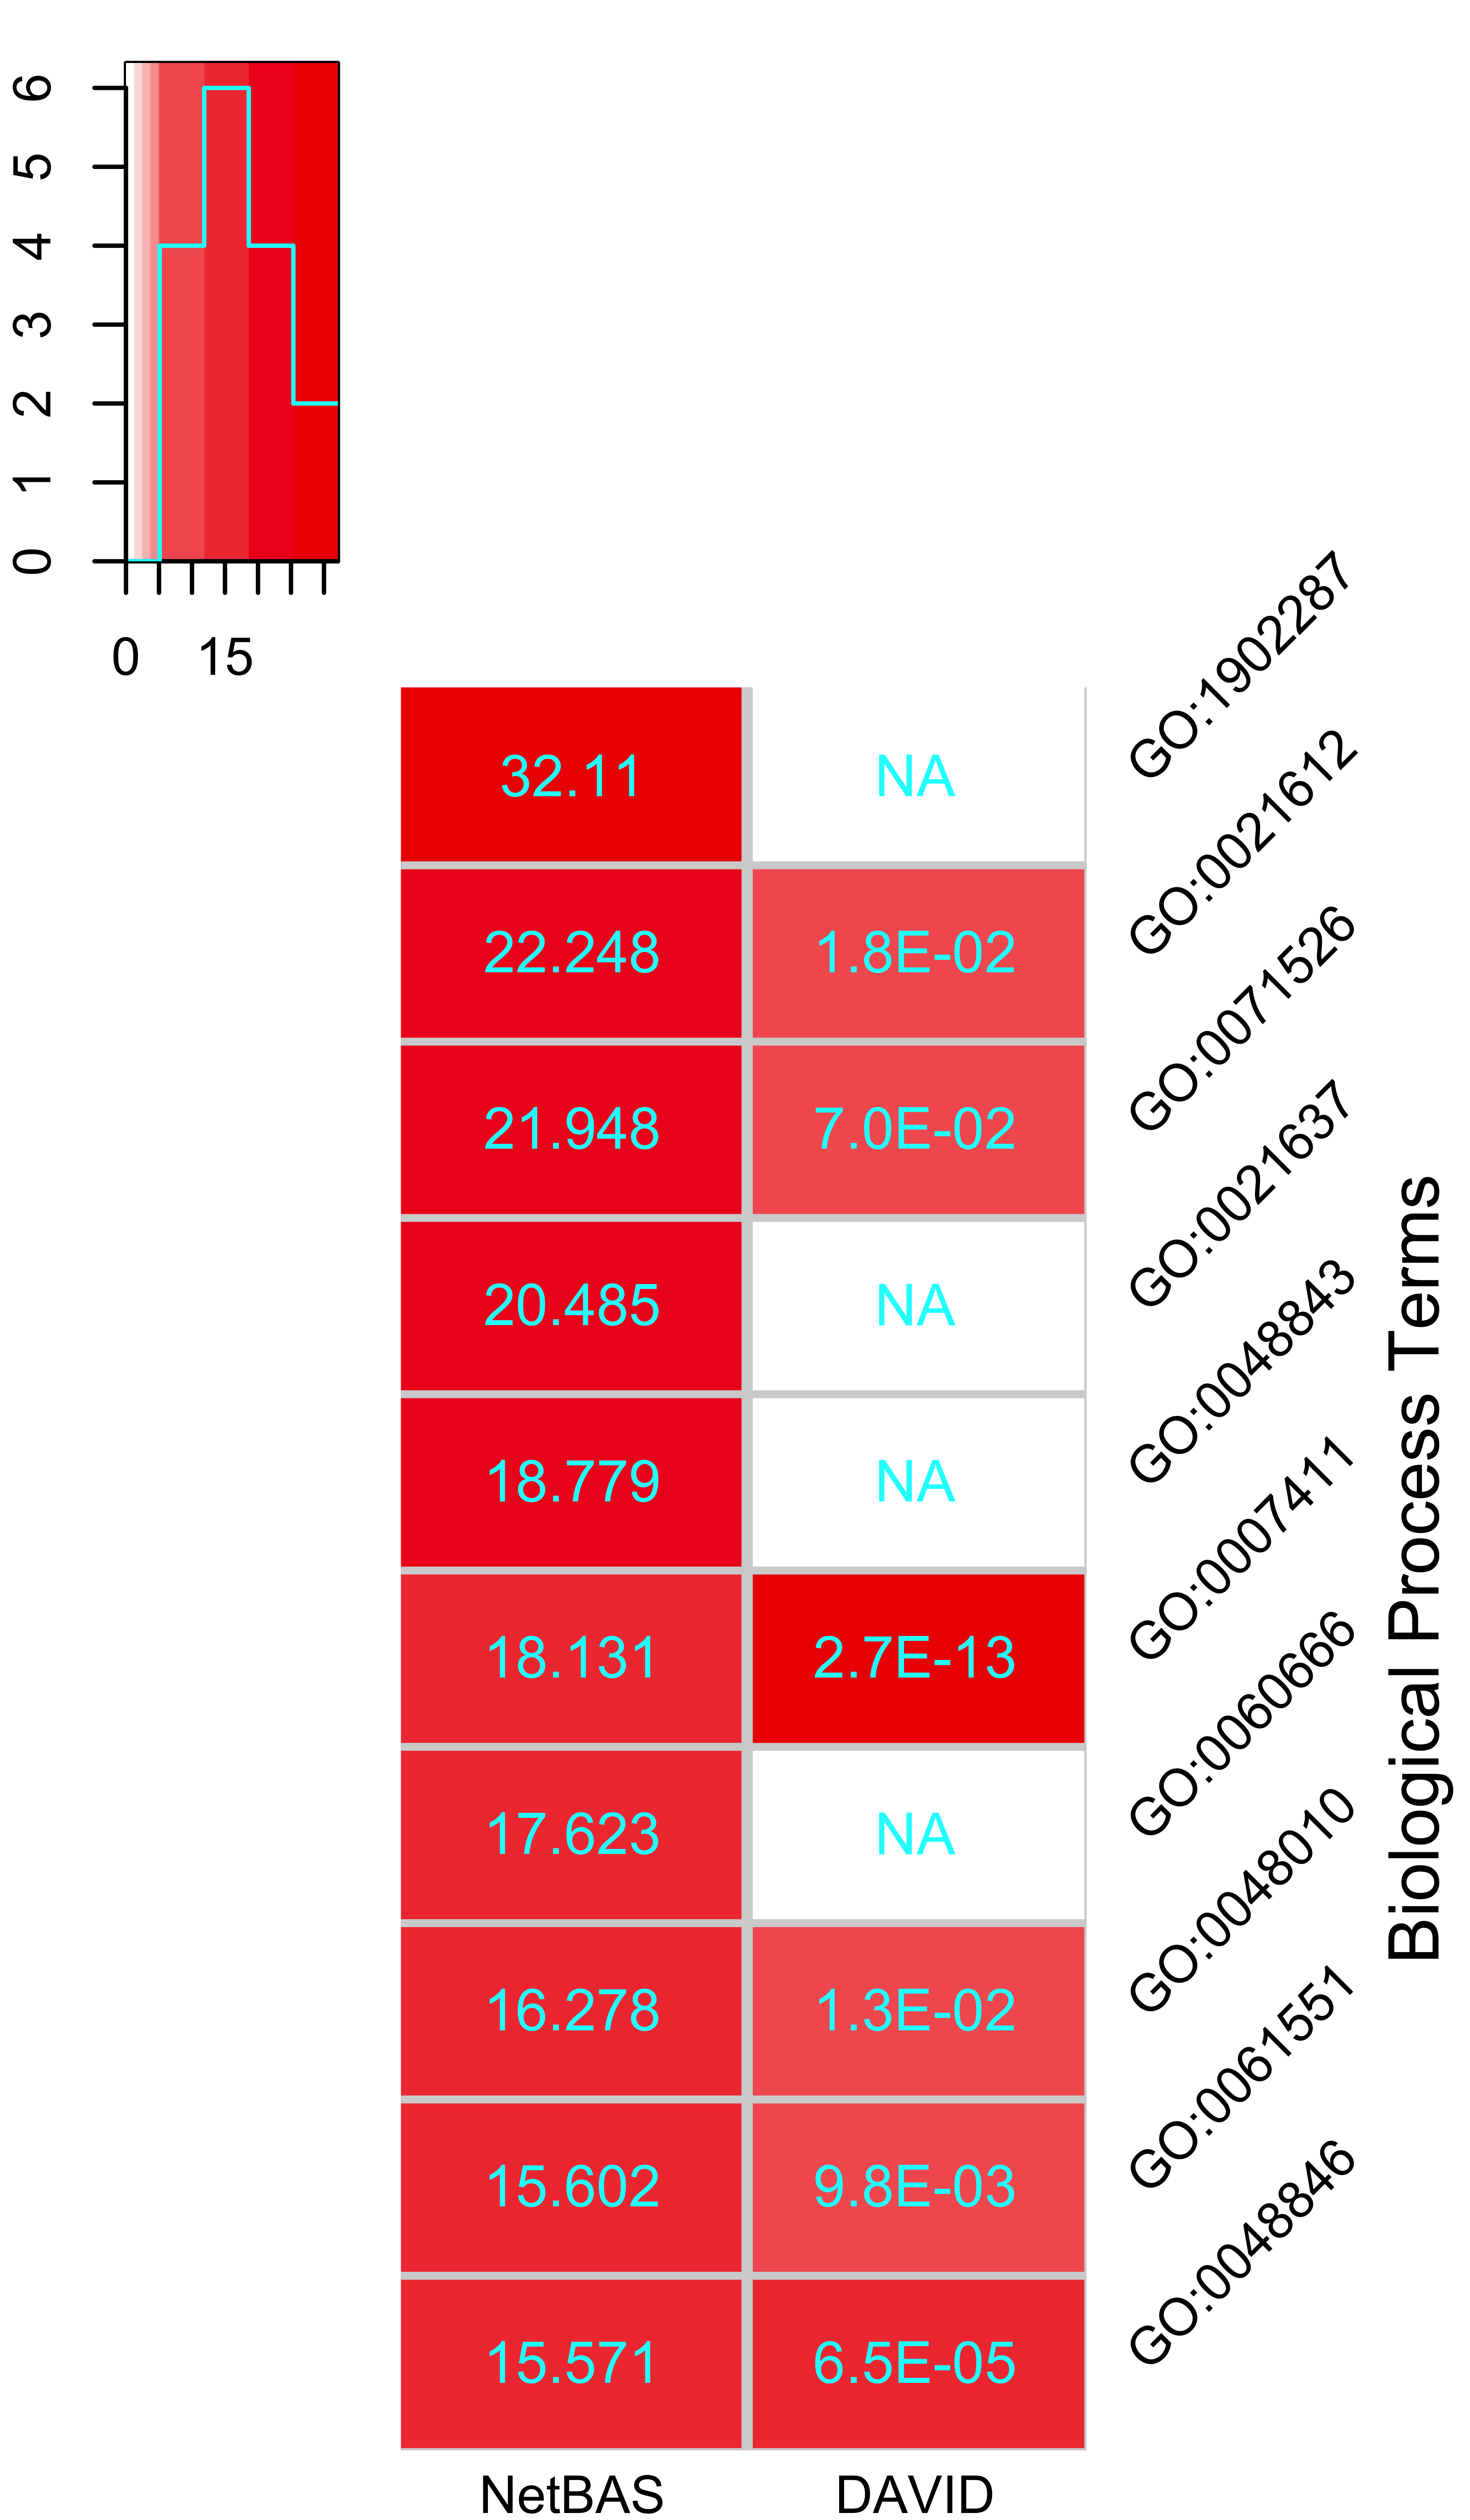 6
5
4
3
2
1
0
0 15
32.11 NA GO:1902287
22.248 1.8E-02 GO:0021612
21.948 7.0E-02 GO:0071526
20.485 NA GO:0021637
18.779 NA GO:0048843
18.131 2.7E-13 GO:0007411
17.623 NA GO:0060666
16.278 1.3E-02 GO:0048010
15.602 9.8E-03 GO:0061551
15.571 6.5E-05 GO:0048846
NetBAS DAVID
Biological Process Terms